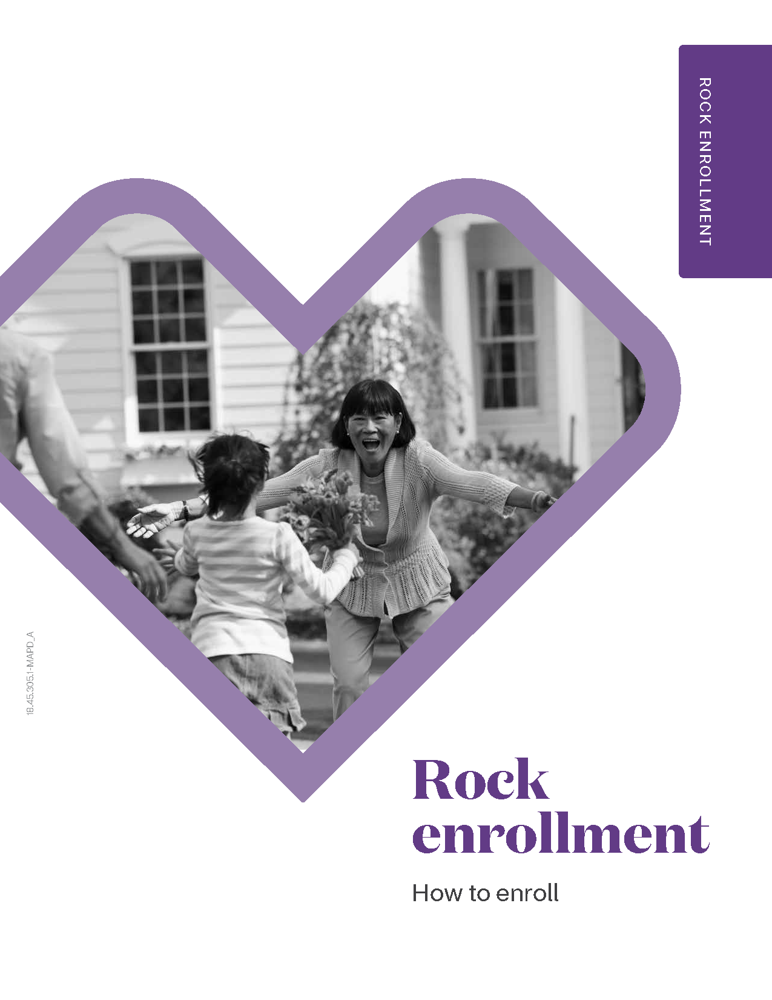 ROCK ENROLLMENT
18.45.305.1-MAPD_A
Rock
enrollment
How to enroll